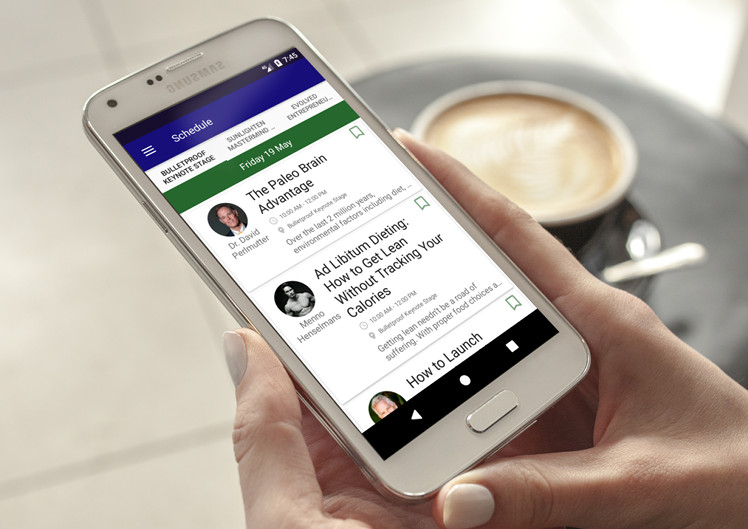 SAMSUNG
4G 7:45
Schedule
BULLETPROOF
KEYNOTE STAGE
SUNLIGHTEN
MASTERMIND ...
EVOLVED
ENTREPRENEU...
Friday 19 May
The Paleo Brain
Advantage
10:00 AM - 12:00 PM
Bulletproof Keynote Stage
Dr. David
Perlmutter
Over the last 2 million years,
environmental factors including diet, ...
Ad Libitum Dieting:
How to Get Lean
Without Tracking Your
Calories
10:00 AM - 12:00 PM
Bulletproof Keynote Stage
Menno
Henselmans
Getting lean needn't be a road of
suffering. With proper food choices a...
How to Launch